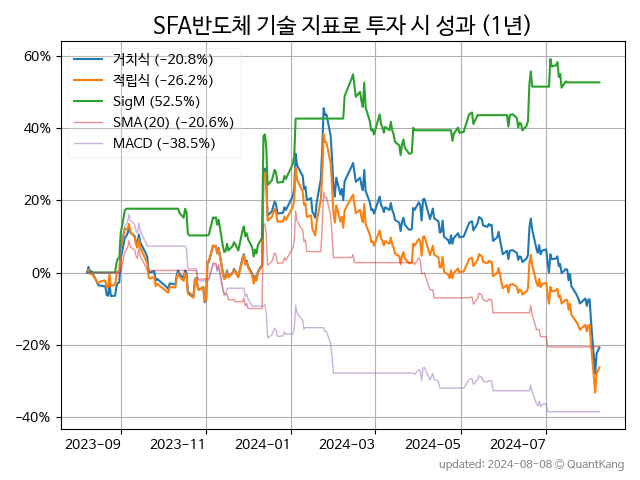 SFA반도체 기술 지표로 투자 시 성과 (1년)
60%
40%
20%
0%
−20%
−40%
거치식 (−20.8%)
적립식 (−26.2%)
SigM (52.5%)
SMA(20) (−20.6%)
MACD (−38.5%)
2023-09
2023-11
2024-01
2024-03
2024-05
2024-07
updated: 2024-08-08 © QuantKang